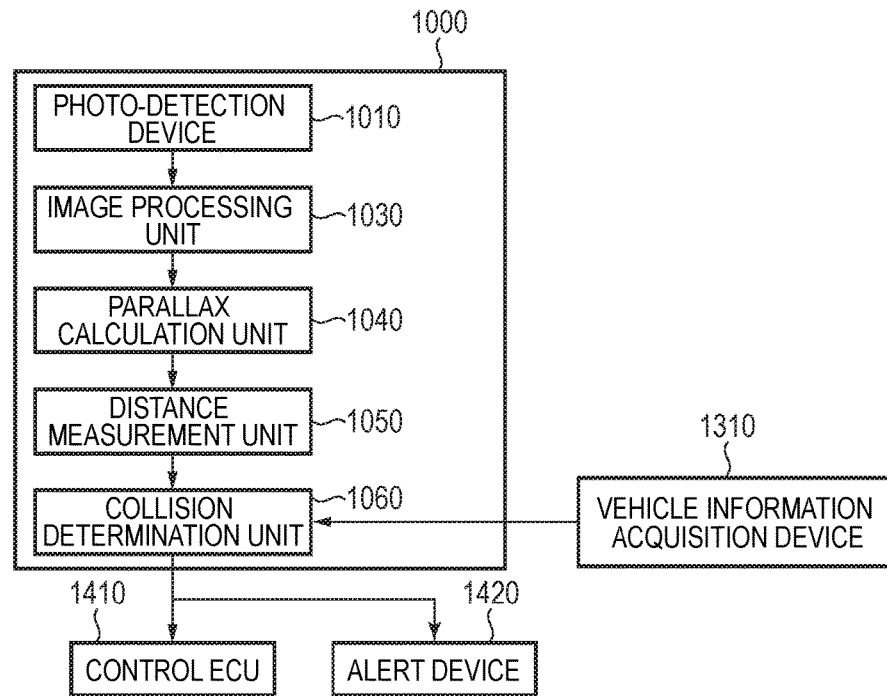 1000
PHOTO-DETECTION
DEVICE
1010
IMAGE PROCESSING
UNIT
1030
PARALLAX
CALCULATION UNIT
1040
DISTANCE
MEASUREMENT UNIT
1050
COLLISION
DETERMINATION UNIT
1060
1310
VEHICLE INFORMATION
ACQUISITION DEVICE
1410
CONTROL ECU
1420
ALERT DEVICE